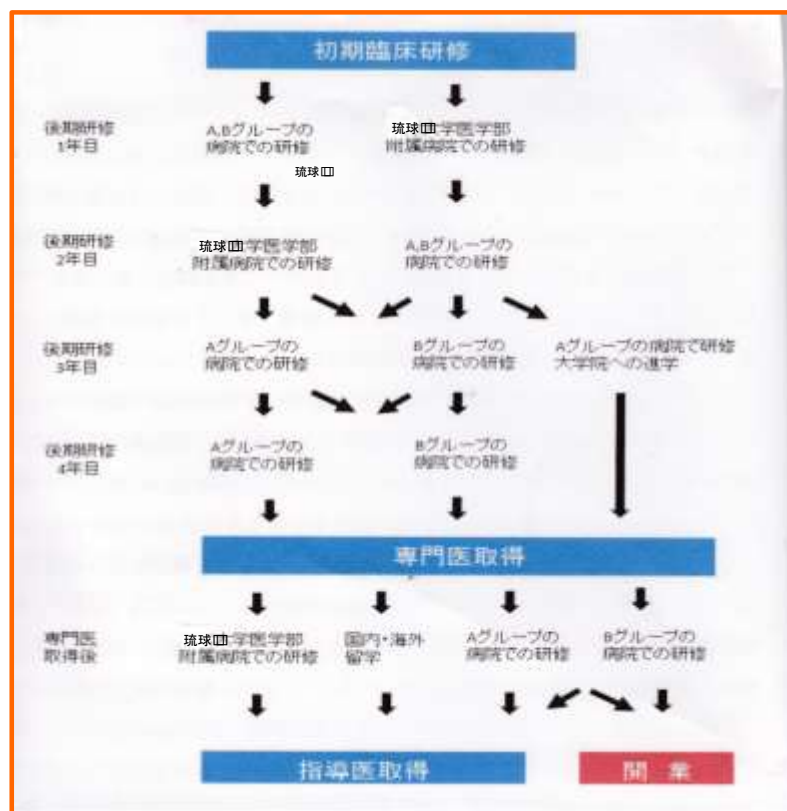 初期臨床研修
後期研修
1年目
A,Bグループの
病院での研修
琉球□学医学部
附属病院での研修
琉球□
後期研修
2年目
琉球□学医学部
附属病院での研修
A,Bグループの
病院での研修
後期研修
3年目
Aグループの
病院での研修
Bグループの
病院での研修
Aグループの病院で研修
大学院への進学
後期研修
4年目
Aグループの
病院での研修
Bグループの
病院での研修
専門医取得
専門医
取得後
琉球□学医学部
附属病院での研修
国内・海外
留学
Aグループの
病院での研修
Bグループの
病院での研修
指導医取得
開業